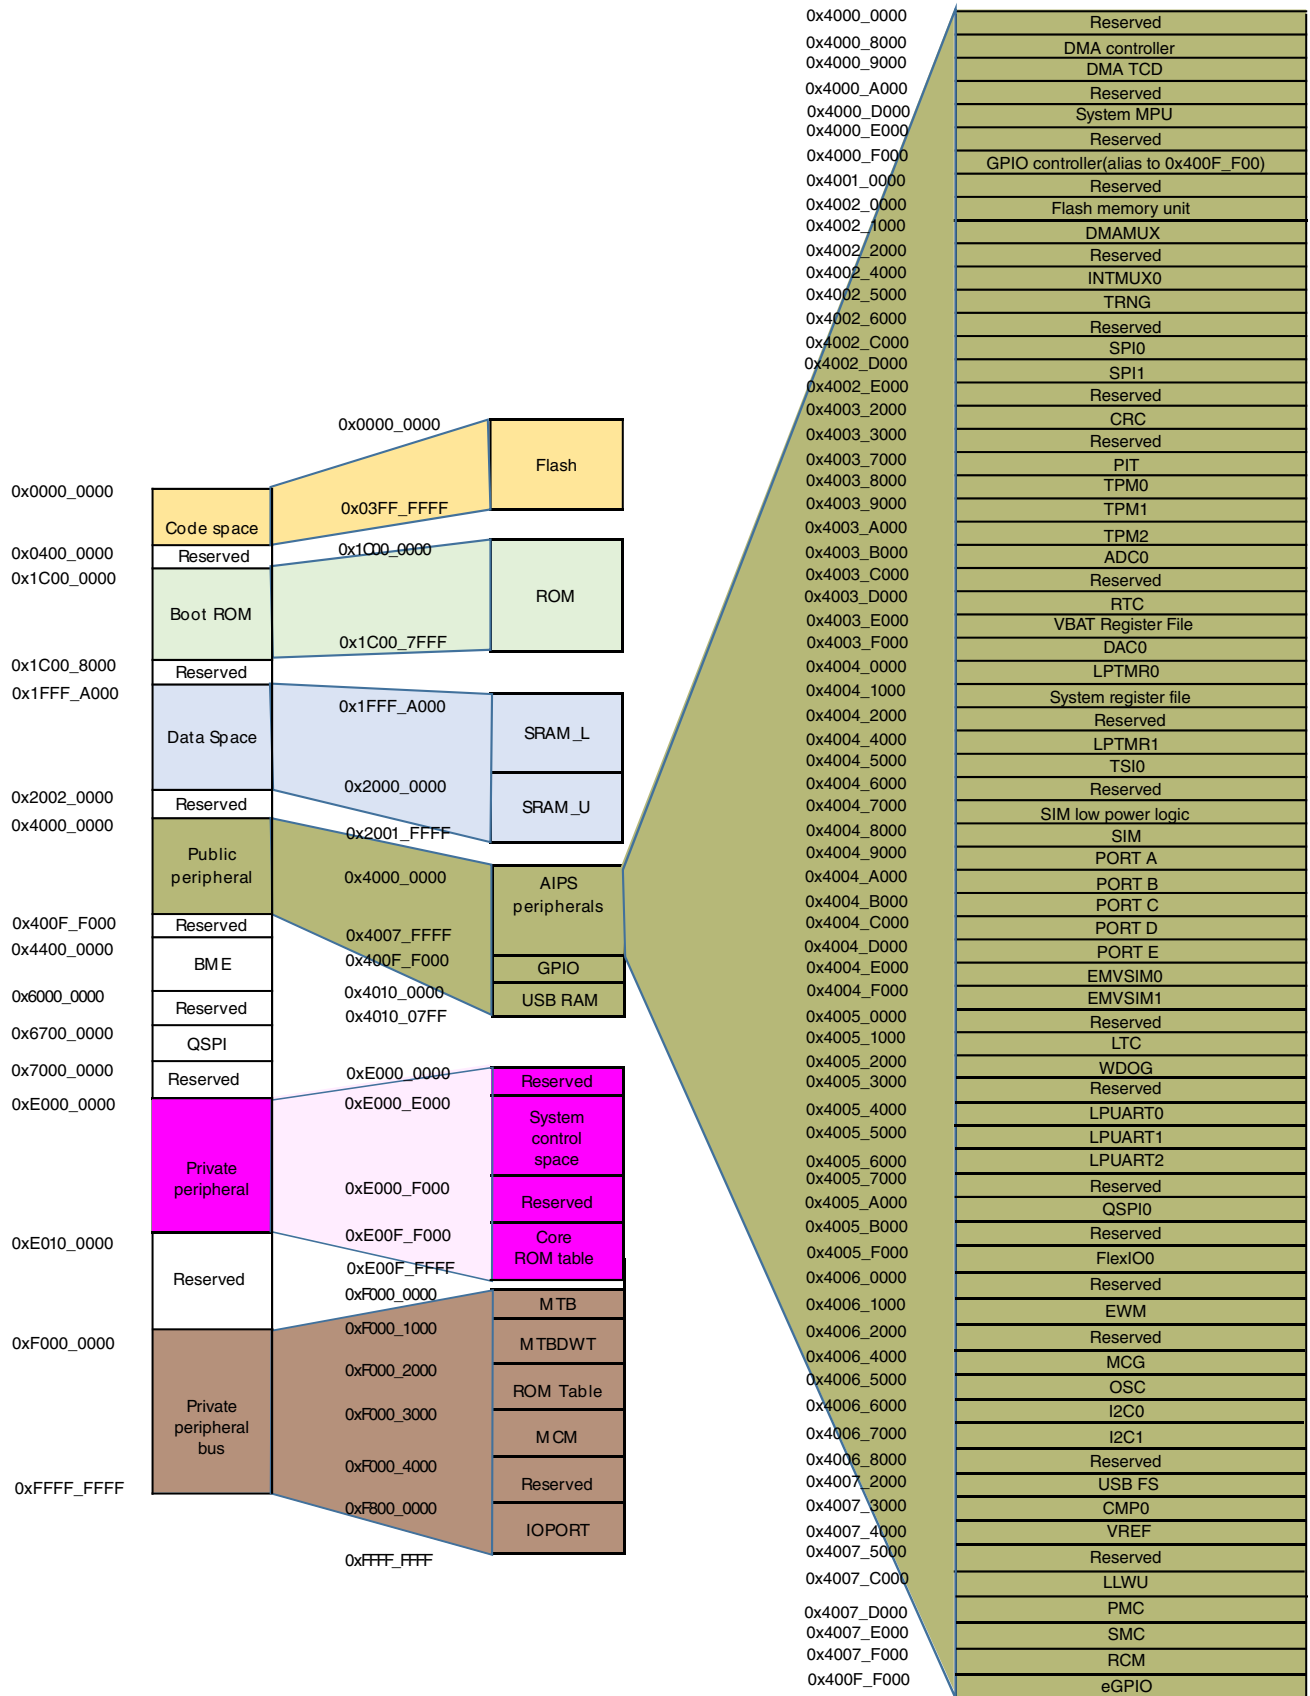 0x0000_0000
Code space
0x0400_0000
Reserved
0x1C00_0000
Boot ROM
0x1C00_8000
Reserved
0x1FFF_A000
Data Space
0x2002_0000
Reserved
0x4000_0000
Public
peripheral
0x400F_F000
Reserved
0x4400_0000
BME
0x6000_0000
Reserved
0x6700_0000
QSPI
0x7000_0000
Reserved
0xE000_0000
Private
peripheral
0xE010_0000
Reserved
0xF000_0000
Private
peripheral
bus
0xFFFF_FFFF
0x0000_0000
Flash
0x03FF_FFFF
0x1C00_0000
ROM
0x1C00_7FFF
0x1FFF_A000
SRAM_L
0x2000_0000
SRAM_U
0x2001_FFFF
0x4000_0000
AIPS
peripherals
0x4007_FFFF
0x400F_F000
GPIO
0x4010_0000
USB RAM
0x4010_07FF
0xE000_0000
Reserved
0xE000_E000
System
control
space
0xE000_F000
Reserved
0xE00F_F000
Core
ROM table
0xE00F_FFFF
0xF000_0000
MTB
0xF000_1000
MTBDWT
0xF000_2000
ROM Table
0xF000_3000
MCM
0xF000_4000
Reserved
0xF800_0000
IOPORT
0xFFFF_FFFF
0x4000_0000
Reserved
0x4000_8000
DMA controller
0x4000_9000
DMA TCD
0x4000_A000
Reserved
0x4000_D000
System MPU
0x4000_E000
Reserved
0x4000_F000
GPIO controller(alias to 0x400F_F00)
0x4001_0000
Reserved
0x4002_0000
Flash memory unit
0x4002_1000
DMAMUX
0x4002_2000
Reserved
0x4002_4000
INTMUX0
0x4002_5000
TRNG
0x4002_6000
Reserved
0x4002_C000
SPI0
0x4002_D000
SPI1
0x4002_E000
Reserved
0x4003_2000
CRC
0x4003_3000
Reserved
0x4003_7000
PIT
0x4003_8000
TPM0
0x4003_9000
TPM1
0x4003_A000
TPM2
0x4003_B000
ADC0
0x4003_C000
Reserved
0x4003_D000
RTC
0x4003_E000
VBAT Register File
0x4003_F000
DAC0
0x4004_0000
LPTMR0
0x4004_1000
System register file
0x4004_2000
Reserved
0x4004_4000
LPTMR1
0x4004_5000
TSI0
0x4004_6000
Reserved
0x4004_7000
SIM low power logic
0x4004_8000
SIM
0x4004_9000
PORT A
0x4004_A000
PORT B
0x4004_B000
PORT C
0x4004_C000
PORT D
0x4004_D000
PORT E
0x4004_E000
EMVSIM0
0x4004_F000
EMVSIM1
0x4005_0000
Reserved
0x4005_1000
LTC
0x4005_2000
WDOG
0x4005_3000
Reserved
0x4005_4000
LPUART0
0x4005_5000
LPUART1
0x4005_6000
LPUART2
0x4005_7000
Reserved
0x4005_A000
QSPI0
0x4005_B000
Reserved
0x4005_F000
FlexIO0
0x4006_0000
Reserved
0x4006_1000
EWM
0x4006_2000
Reserved
0x4006_4000
MCG
0x4006_5000
OSC
0x4006_6000
I2C0
0x4006_7000
I2C1
0x4006_8000
Reserved
0x4007_2000
USB FS
0x4007_3000
CMP0
0x4007_4000
VREF
0x4007_5000
Reserved
0x4007_C000
LLWU
0x4007_D000
PMC
0x4007_E000
SMC
0x4007_F000
RCM
0x400F_F000
eGPIO